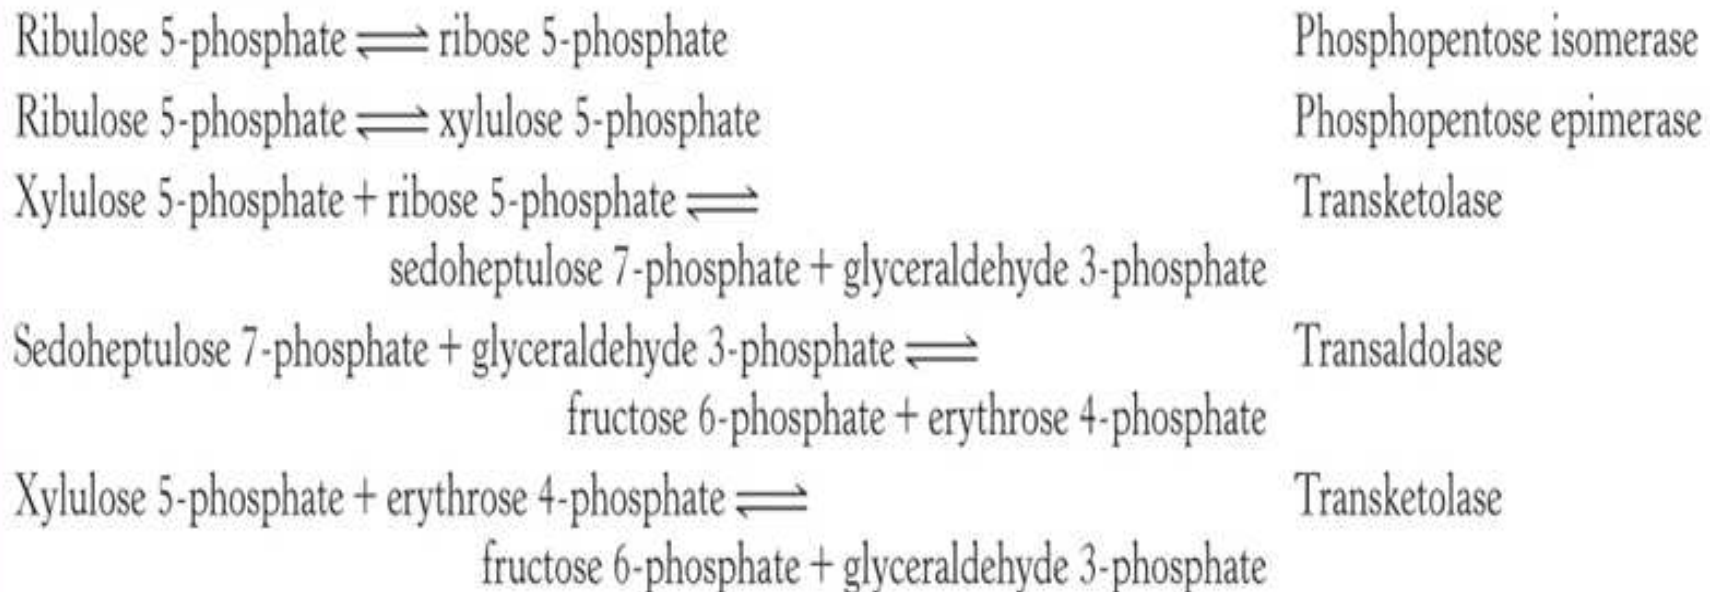 Ribulose 5-phosphate ⇌ ribose 5-phosphate Phosphopentose isomerase
Ribulose 5-phosphate ⇌ xylulose 5-phosphate Phosphopentose epimerase
Xylulose 5-phosphate + ribose 5-phosphate ⇌ Transketolase
sedoheptulose 7-phosphate + glyceraldehyde 3-phosphate
Sedoheptulose 7-phosphate + glyceraldehyde 3-phosphate ⇌ Transaldolase
fructose 6-phosphate + erythrose 4-phosphate
Xylulose 5-phosphate + erythrose 4-phosphate ⇌ Transketolase
fructose 6-phosphate + glyceraldehyde 3-phosphate